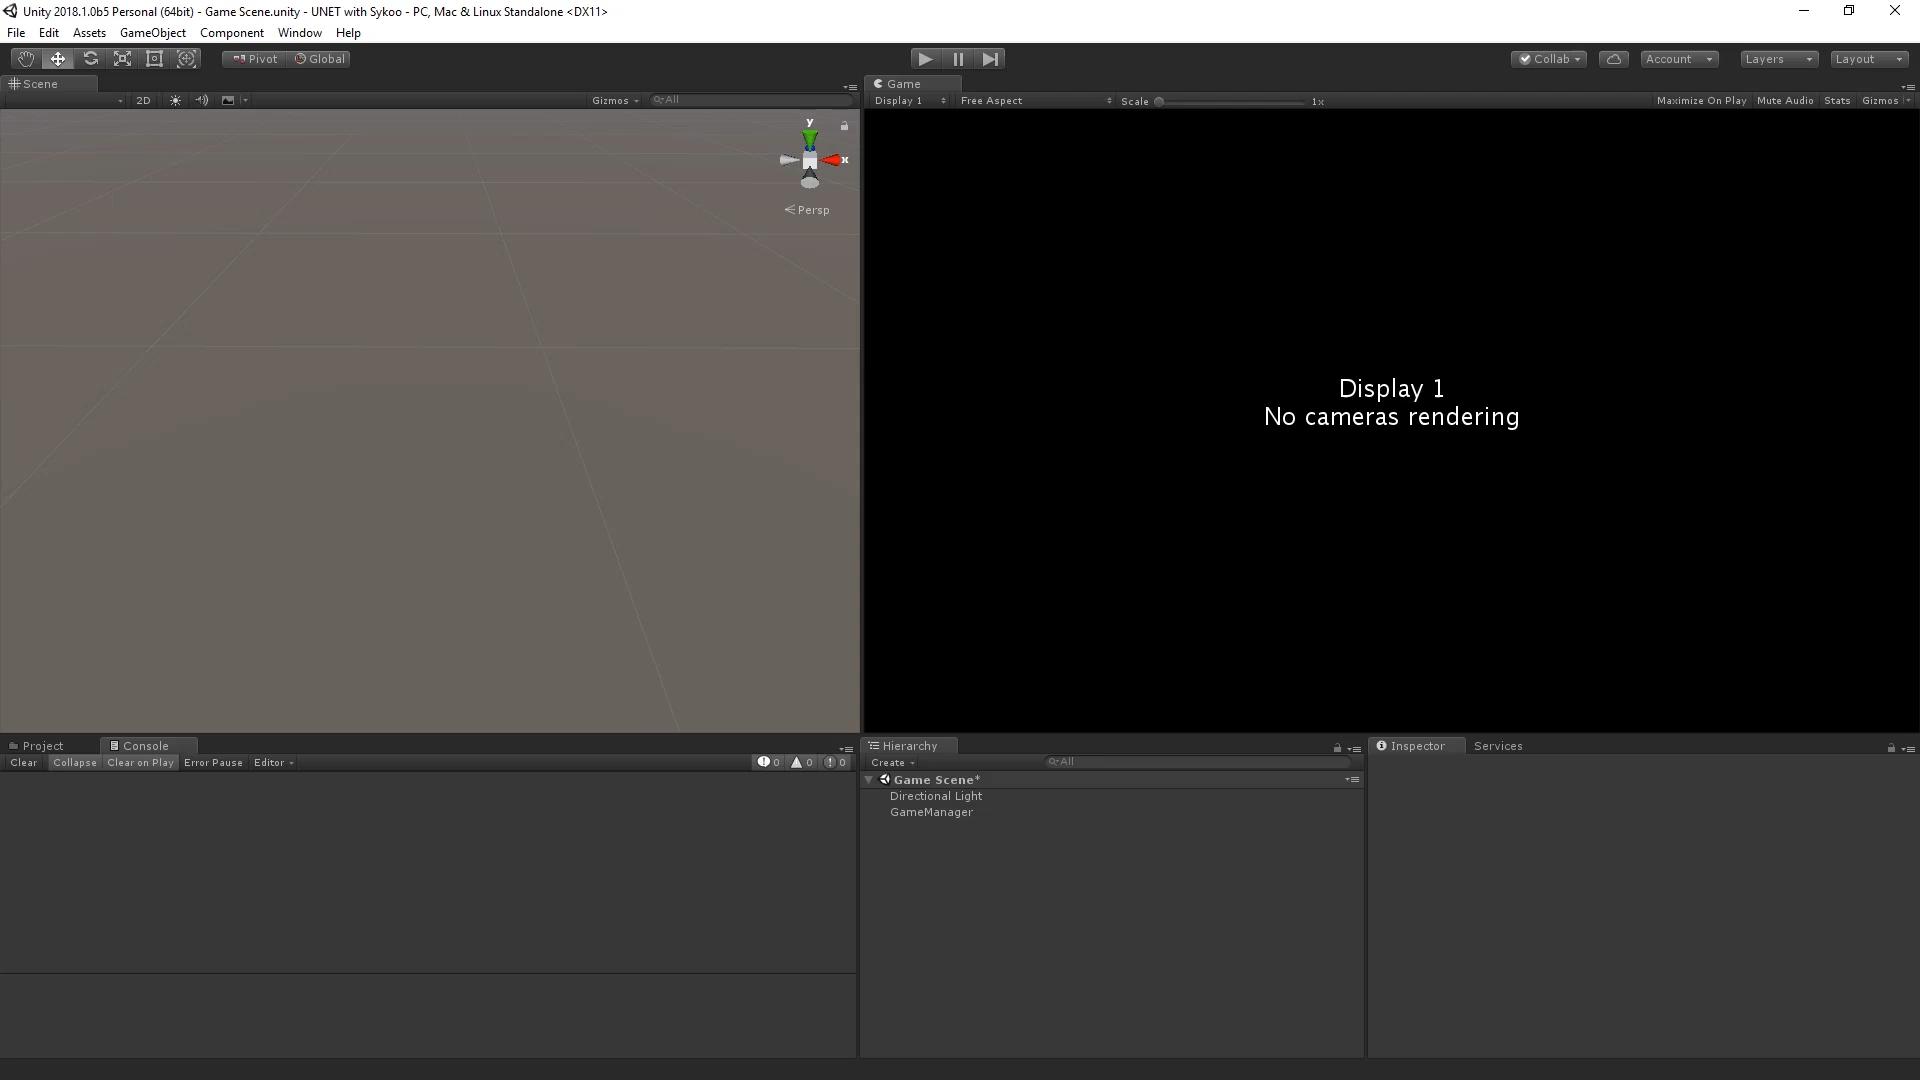 Unity 2018.1.0b5 Personal (64bit) - Game Scene.unity - UNET with Sykoo - PC, Mac & Linux Standalone <DX11>
File Edit Assets GameObject Component Window Help
Pivot Global Collab Account Layers Layout
Scene
2D Gizmos All
y
x
Persp
Game
Display 1 Free Aspect Scale 1x Maximize On Play Mute Audio Stats Gizmos
Display 1
No cameras rendering
Project Console
Clear Collapse Clear on Play Error Pause Editor 0 0 0
Hierarchy
Create All
Game Scene*
Directional Light
GameManager
Inspector Services